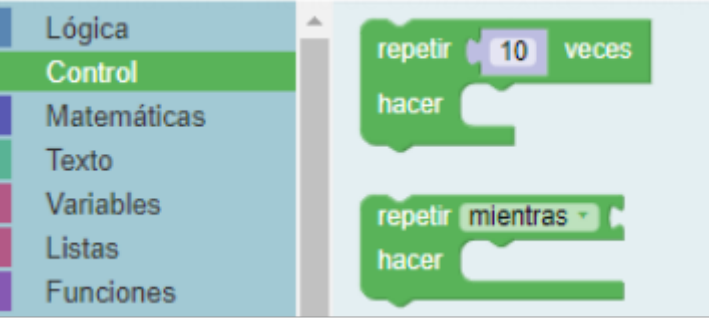 Lógica
Control
Matemáticas
Texto
Variables
Listas
Funciones
repetir 10 veces
hacer
repetir mientras
hacer